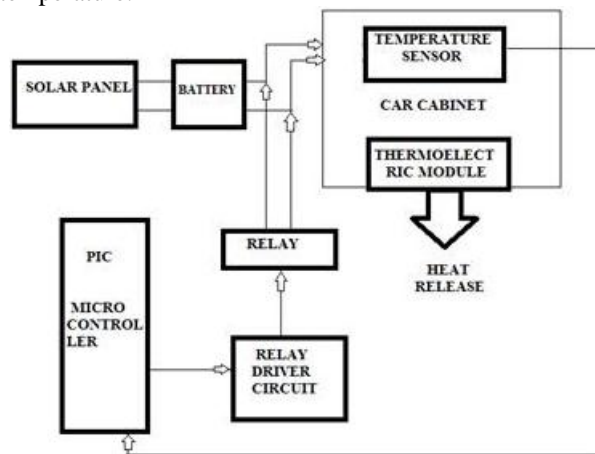 temperature.
TEMPERATURE
SENSOR
SOLAR PANEL
BATTERY
CAR CABINET
THERMOELECT
RIC MODULE
RELAY
HEAT
RELEASE
PIC
MICRO
CONTROL
LER
RELAY
DRIVER
CIRCUIT